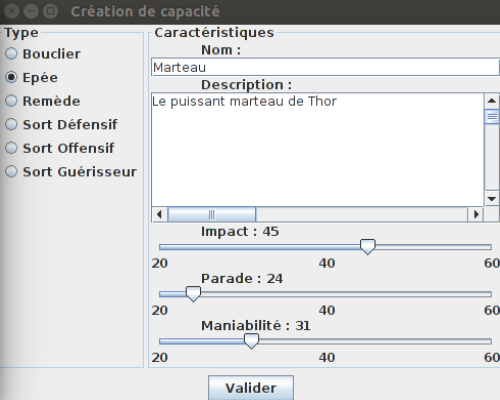 Création de capacité
Type
Bouclier
Epée
Remède
Sort Défensif
Sort Offensif
Sort Guérisseur
Caractéristiques
Nom :
Marteau
Description :
Le puissant marteau de Thor
Impact : 45
20 40 60
Parade : 24
20 40 60
Maniabilité : 31
20 40 60
Valider